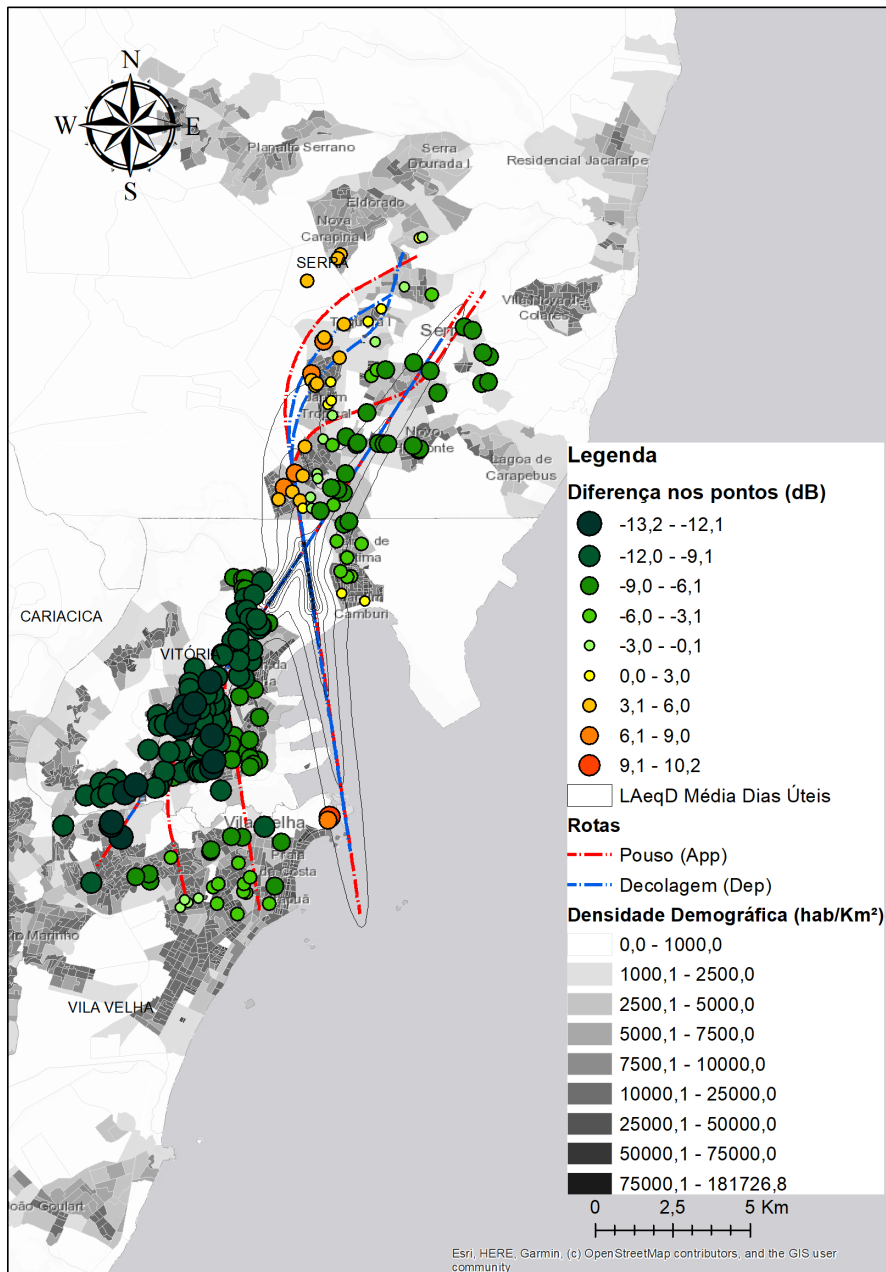 N
W
E
S
Planalto Serrano
Serra
Dourada I
Residencial Jacaraípe
Eldorado
Nova
Carapina I
SERRA
Vila Nova de
Colares
Jardim
Tropical
Novo
Lagoa de
Carapebus
Camburi
CARIACICA
VITÓRIA
Vila Velha
Praia
da Costa
Rio Marinho
VILA VELHA
João Goulart
Legenda
Diferença nos pontos (dB)
-13,2 - -12,1
-12,0 - -9,1
-9,0 - -6,1
-6,0 - -3,1
-3,0 - -0,1
0,0 - 3,0
3,1 - 6,0
6,1 - 9,0
9,1 - 10,2
LAeqD Média Dias Úteis
Rotas
Pouso (App)
Decolagem (Dep)
Densidade Demográfica (hab/Km²)
0,0 - 1000,0
1000,1 - 2500,0
2500,1 - 5000,0
5000,1 - 7500,0
7500,1 - 10000,0
10000,1 - 25000,0
25000,1 - 50000,0
50000,1 - 75000,0
75000,1 - 181726,8
0 2,5 5 Km
Esri, HERE, Garmin, (c) OpenStreetMap contributors, and the GIS user
community